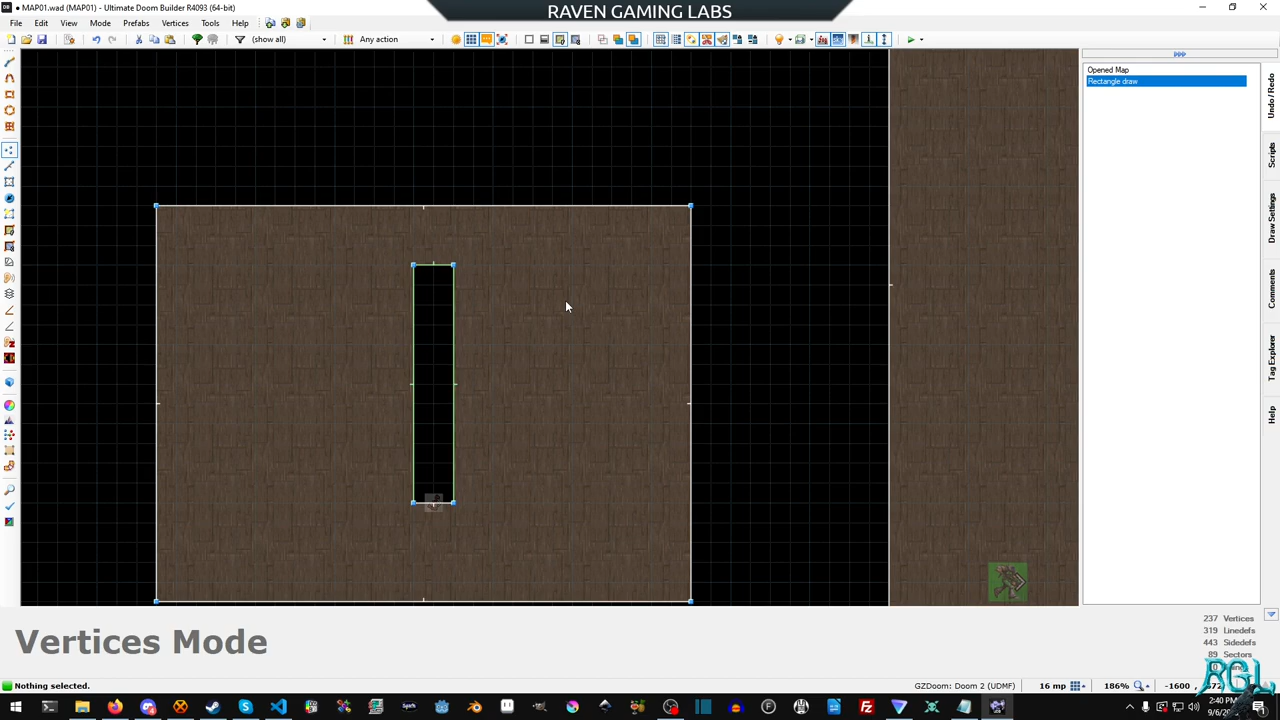 ● MAP01.wad (MAP01) - Ultimate Doom Builder R4093 (64-bit)
RAVEN GAMING LABS
File Edit View Mode Prefabs Vertices Tools Help
(show all)
Any action
Opened Map
Rectangle draw
Undo / Redo
Scripts
Draw Settings
Comments
Tag Explorer
Help
Vertices Mode
237 Vertices
319 Linedefs
443 Sidedefs
89 Sectors
RGL
Nothing selected.
GZDoom: Doom 2 (UDMF)
16 mp
186%
-1600
2:40 PM